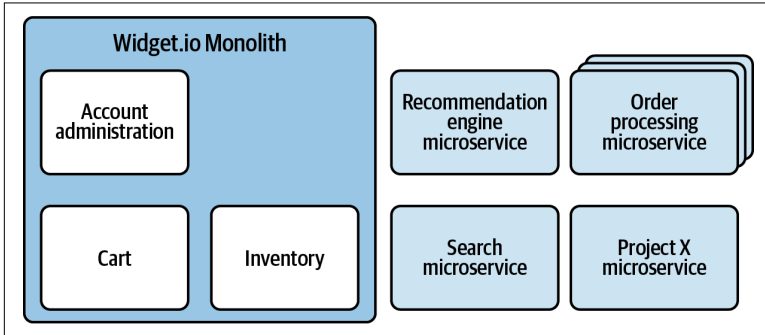 Widget.io Monolith
Account
administration
Recommendation
engine
microservice
Order
processing
microservice
Cart
Inventory
Search
microservice
Project X
microservice